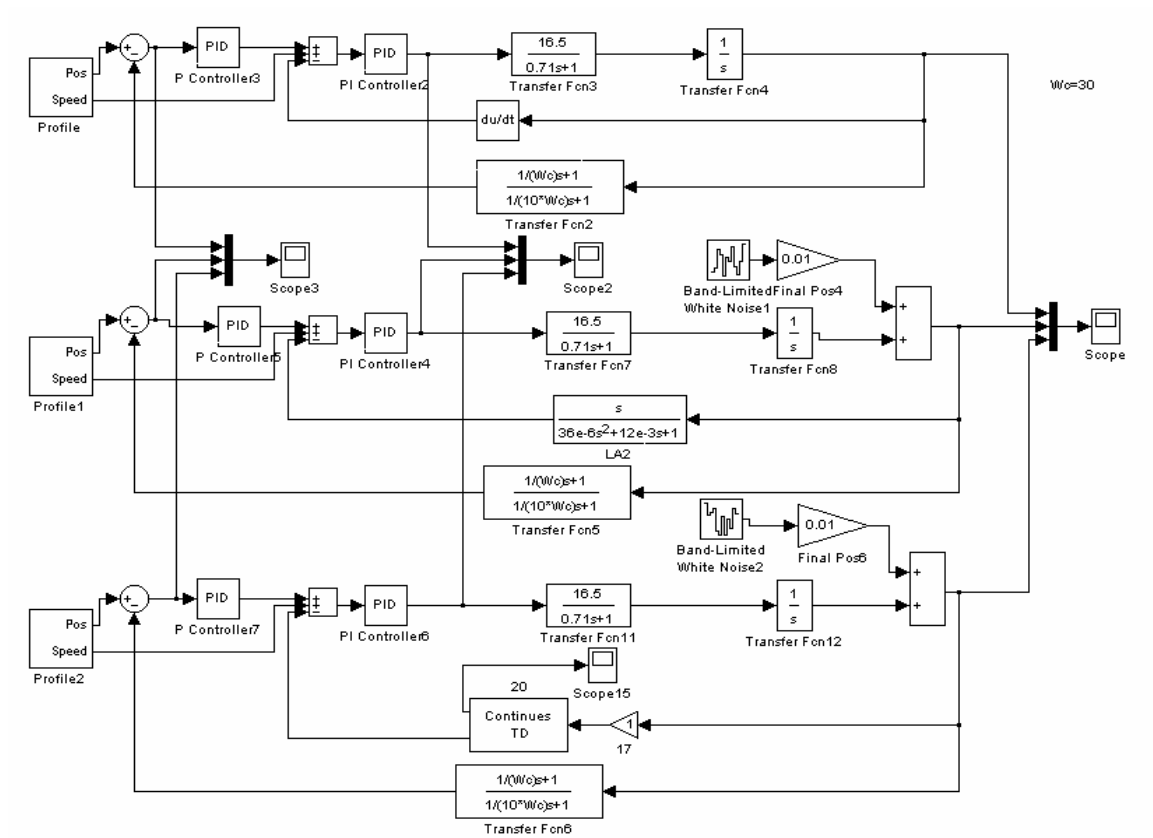 Pos
Speed
Profile
+
-
PID
P Controller3
+
+
-
PID
PI Controller2
16.5
0.71s+1
Transfer Fcn3
1
s
Transfer Fcn4
Wc=30
du/dt
1/(Wc)s+1
1/(10*Wc)s+1
Transfer Fcn2
Scope3
Scope2
Band-Limited
White Noise1
0.01
Final Pos4
Pos
Speed
Profile1
+
-
PID
P Controller5
+
+
-
PID
PI Controller4
16.5
0.71s+1
Transfer Fcn7
1
s
Transfer Fcn8
+
+
Scope
s
36e-6s2+12e-3s+1
LA2
1/(Wc)s+1
1/(10*Wc)s+1
Transfer Fcn5
Band-Limited
White Noise2
0.01
Final Pos6
Pos
Speed
Profile2
+
-
PID
P Controller7
+
+
-
PID
PI Controller6
16.5
0.71s+1
Transfer Fcn11
1
s
Transfer Fcn12
+
+
Scope15
20
Continues
TD
1
17
1/(Wc)s+1
1/(10*Wc)s+1
Transfer Fcn6